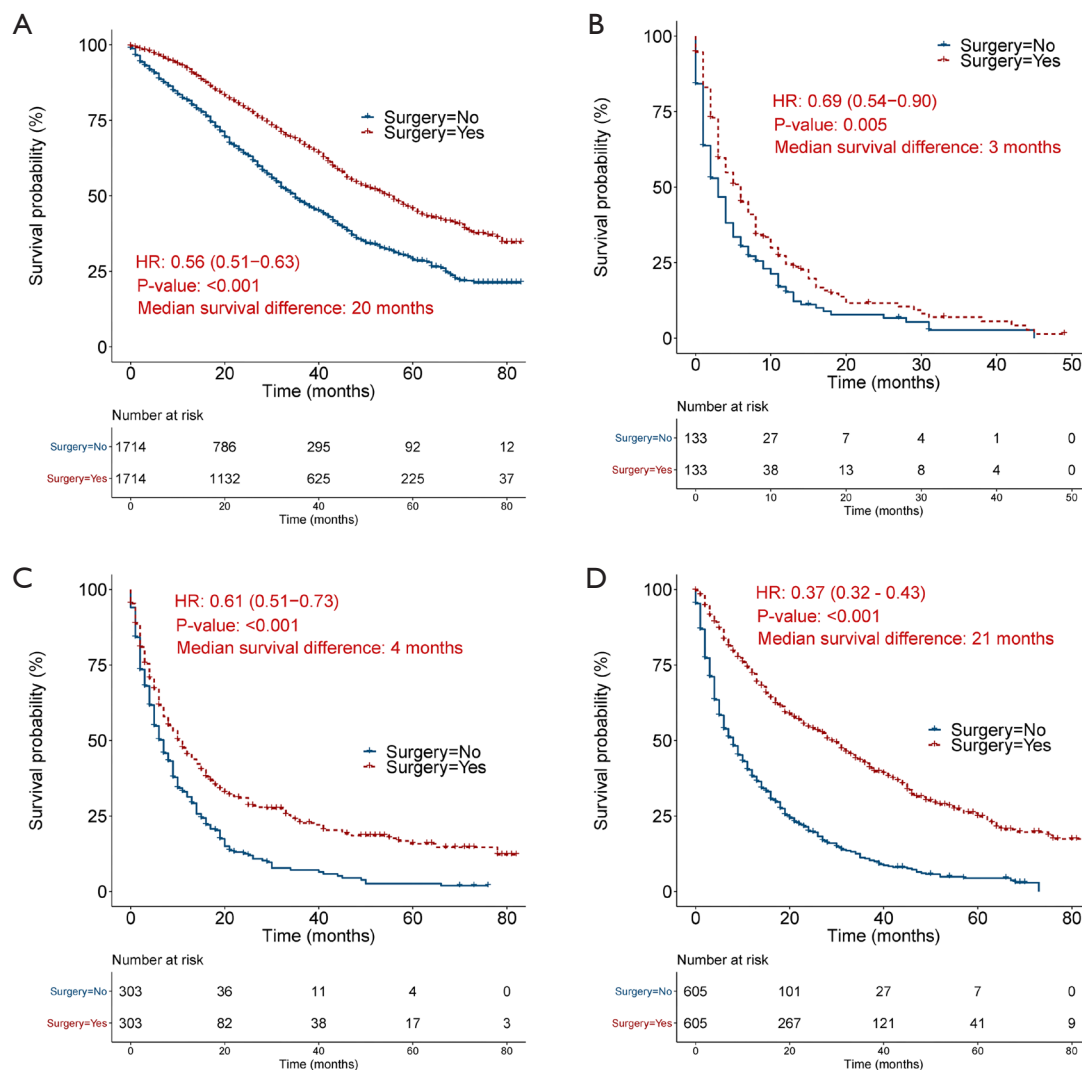 A
100
75
50
25
0
Survival probability (%)
Surgery=No
Surgery=Yes
HR: 0.56 (0.51−0.63)
P-value: <0.001
Median survival difference: 20 months
0 20 40 60 80
Time (months)
Number at risk
Surgery=No 1714 786 295 92 12
Surgery=Yes 1714 1132 625 225 37
0 20 40 60 80
Time (months)
B
100
75
50
25
0
Survival probability (%)
Surgery=No
Surgery=Yes
HR: 0.69 (0.54−0.90)
P-value: 0.005
Median survival difference: 3 months
0 10 20 30 40 50
Time (months)
Number at risk
Surgery=No 133 27 7 4 1 0
Surgery=Yes 133 38 13 8 4 0
0 10 20 30 40 50
Time (months)
C
100
75
50
25
0
Survival probability (%)
HR: 0.61 (0.51−0.73)
P-value: <0.001
Median survival difference: 4 months
Surgery=No
Surgery=Yes
0 20 40 60 80
Time (months)
Number at risk
Surgery=No 303 36 11 4 0
Surgery=Yes 303 82 38 17 3
0 20 40 60 80
Time (months)
D
100
75
50
25
0
Survival probability (%)
HR: 0.37 (0.32 - 0.43)
P-value: <0.001
Median survival difference: 21 months
Surgery=No
Surgery=Yes
0 20 40 60 80
Time (months)
Number at risk
Surgery=No 605 101 27 7 0
Surgery=Yes 605 267 121 41 9
0 20 40 60 80
Time (months)